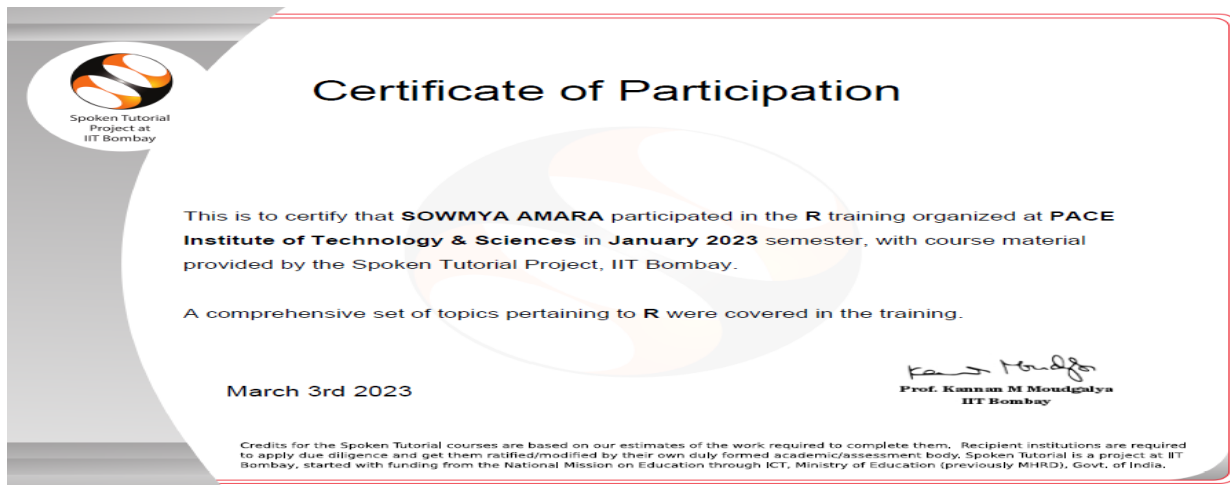 Spoken Tutorial
Project at
IIT Bombay
Certificate of Participation
This is to certify that SOWMYA AMARA participated in the R training organized at PACE
Institute of Technology & Sciences in January 2023 semester, with course material
provided by the Spoken Tutorial Project, IIT Bombay.
A comprehensive set of topics pertaining to R were covered in the training.
March 3rd 2023
Prof. Kannan M Moudgalya
IIT Bombay
Credits for the Spoken Tutorial courses are based on our estimates of the work required to complete them, Recipient institutions are required
to apply due diligence and get them ratified/modified by their own duly formed academic/assessment body. Spoken Tutorial is a project at IIT
Bombay, started with funding from the National Mission on Education through ICT, Ministry of Education (previously MHRD), Govt. of India.